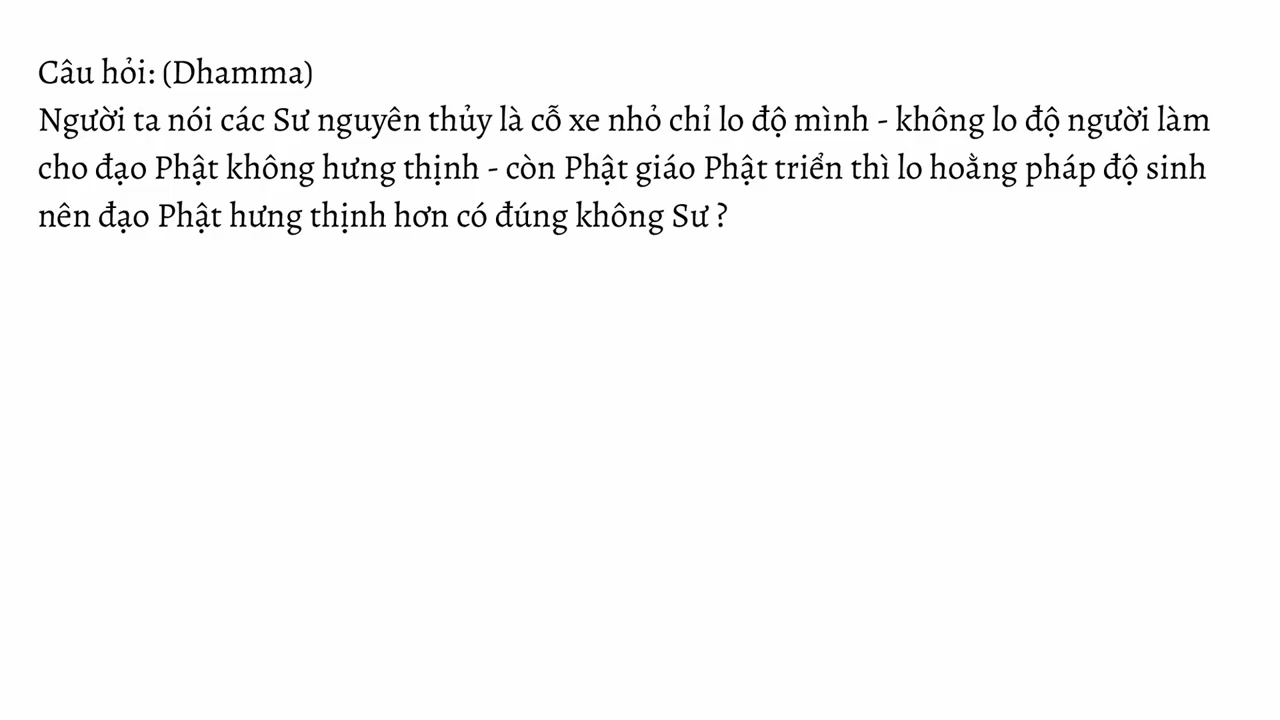 Câu hỏi: (Dhamma)
Người ta nói các Sư nguyên thủy là cỗ xe nhỏ chỉ lo độ mình - không lo độ người làm
cho đạo Phật không hưng thịnh - còn Phật giáo Phật triển thì lo hoằng pháp độ sinh
nên đạo Phật hưng thịnh hơn có đúng không Sư ?